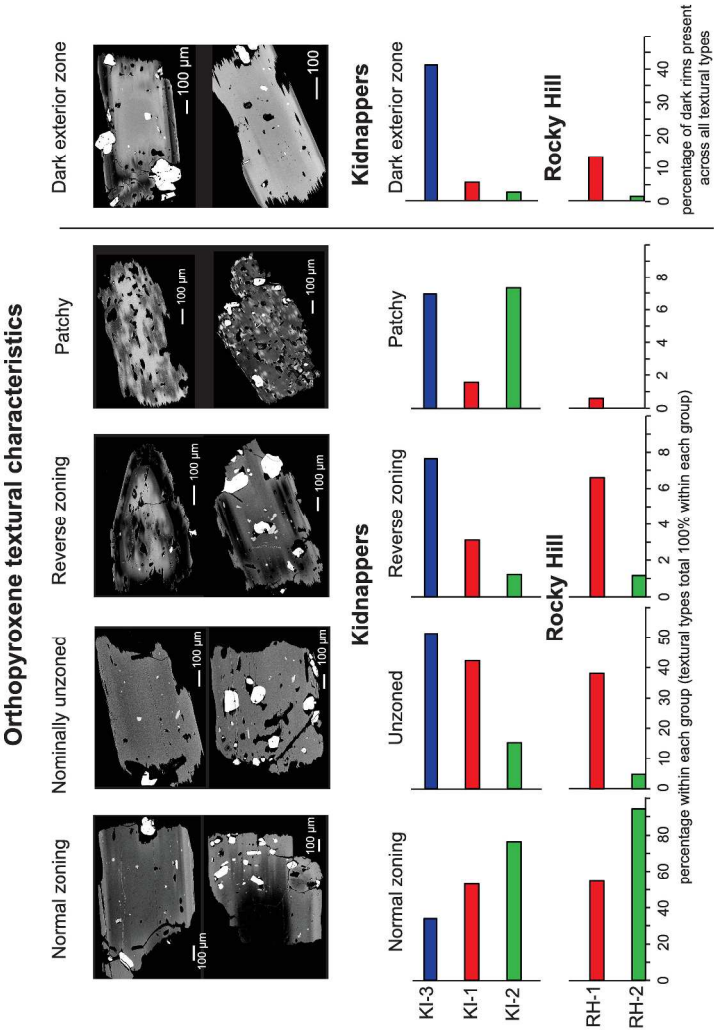 Orthopyroxene textural characteristics
Normal zoning
Nominally unzoned
Reverse zoning
Patchy
Dark exterior zone
100 µm
100 µm
100 µm
100 µm
100 µm
100 µm
100 µm
100 µm
100 µm
100
Kidnappers
Kidnappers
Normal zoning
Unzoned
Reverse zoning
Patchy
Dark exterior zone
KI-3
KI-1
KI-2
Rocky Hill
Rocky Hill
RH-1
RH-2
0 20 40 60 80
0 10 20 30 40 50
0 2 4 6 8
0 2 4 6 8
0 10 20 30 40
percentage within each group (textural types total 100% within each group)
percentage of dark rims present
across all textural types